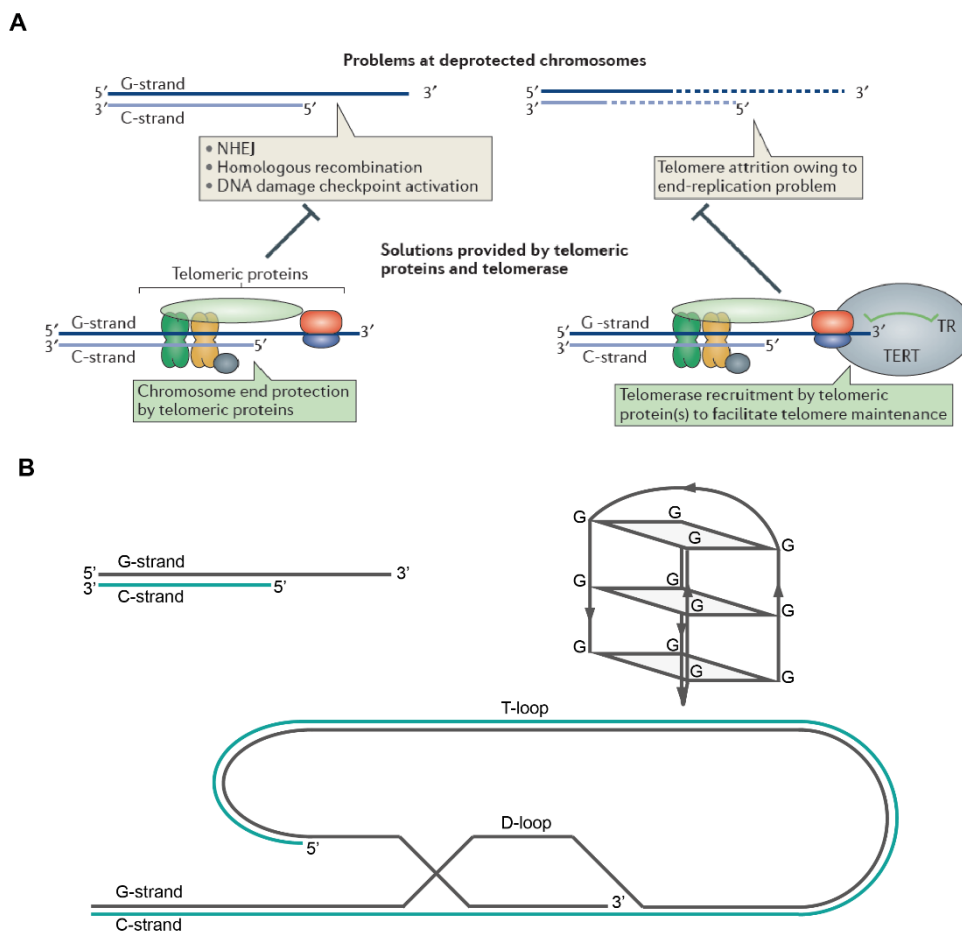 A
Problems at deprotected chromosomes
G-strand
5′ 3′
3′ 5′
C-strand
5′ 3′
3′ 5′
• NHEJ
• Homologous recombination
• DNA damage checkpoint activation
Telomere attrition owing to
end-replication problem
Solutions provided by telomeric
proteins and telomerase
Telomeric proteins
G-strand
5′ 3′
3′ 5′
C-strand
Chromosome end protection
by telomeric proteins
G -strand
5′ 3′
3′ 5′
C-strand
TR
TERT
Telomerase recruitment by telomeric
protein(s) to facilitate telomere maintenance
B
G-strand
5' 3'
3' 5'
C-strand
G G
G G
G G
G G
G G
G G
T-loop
D-loop
5'
G-strand
3'
C-strand